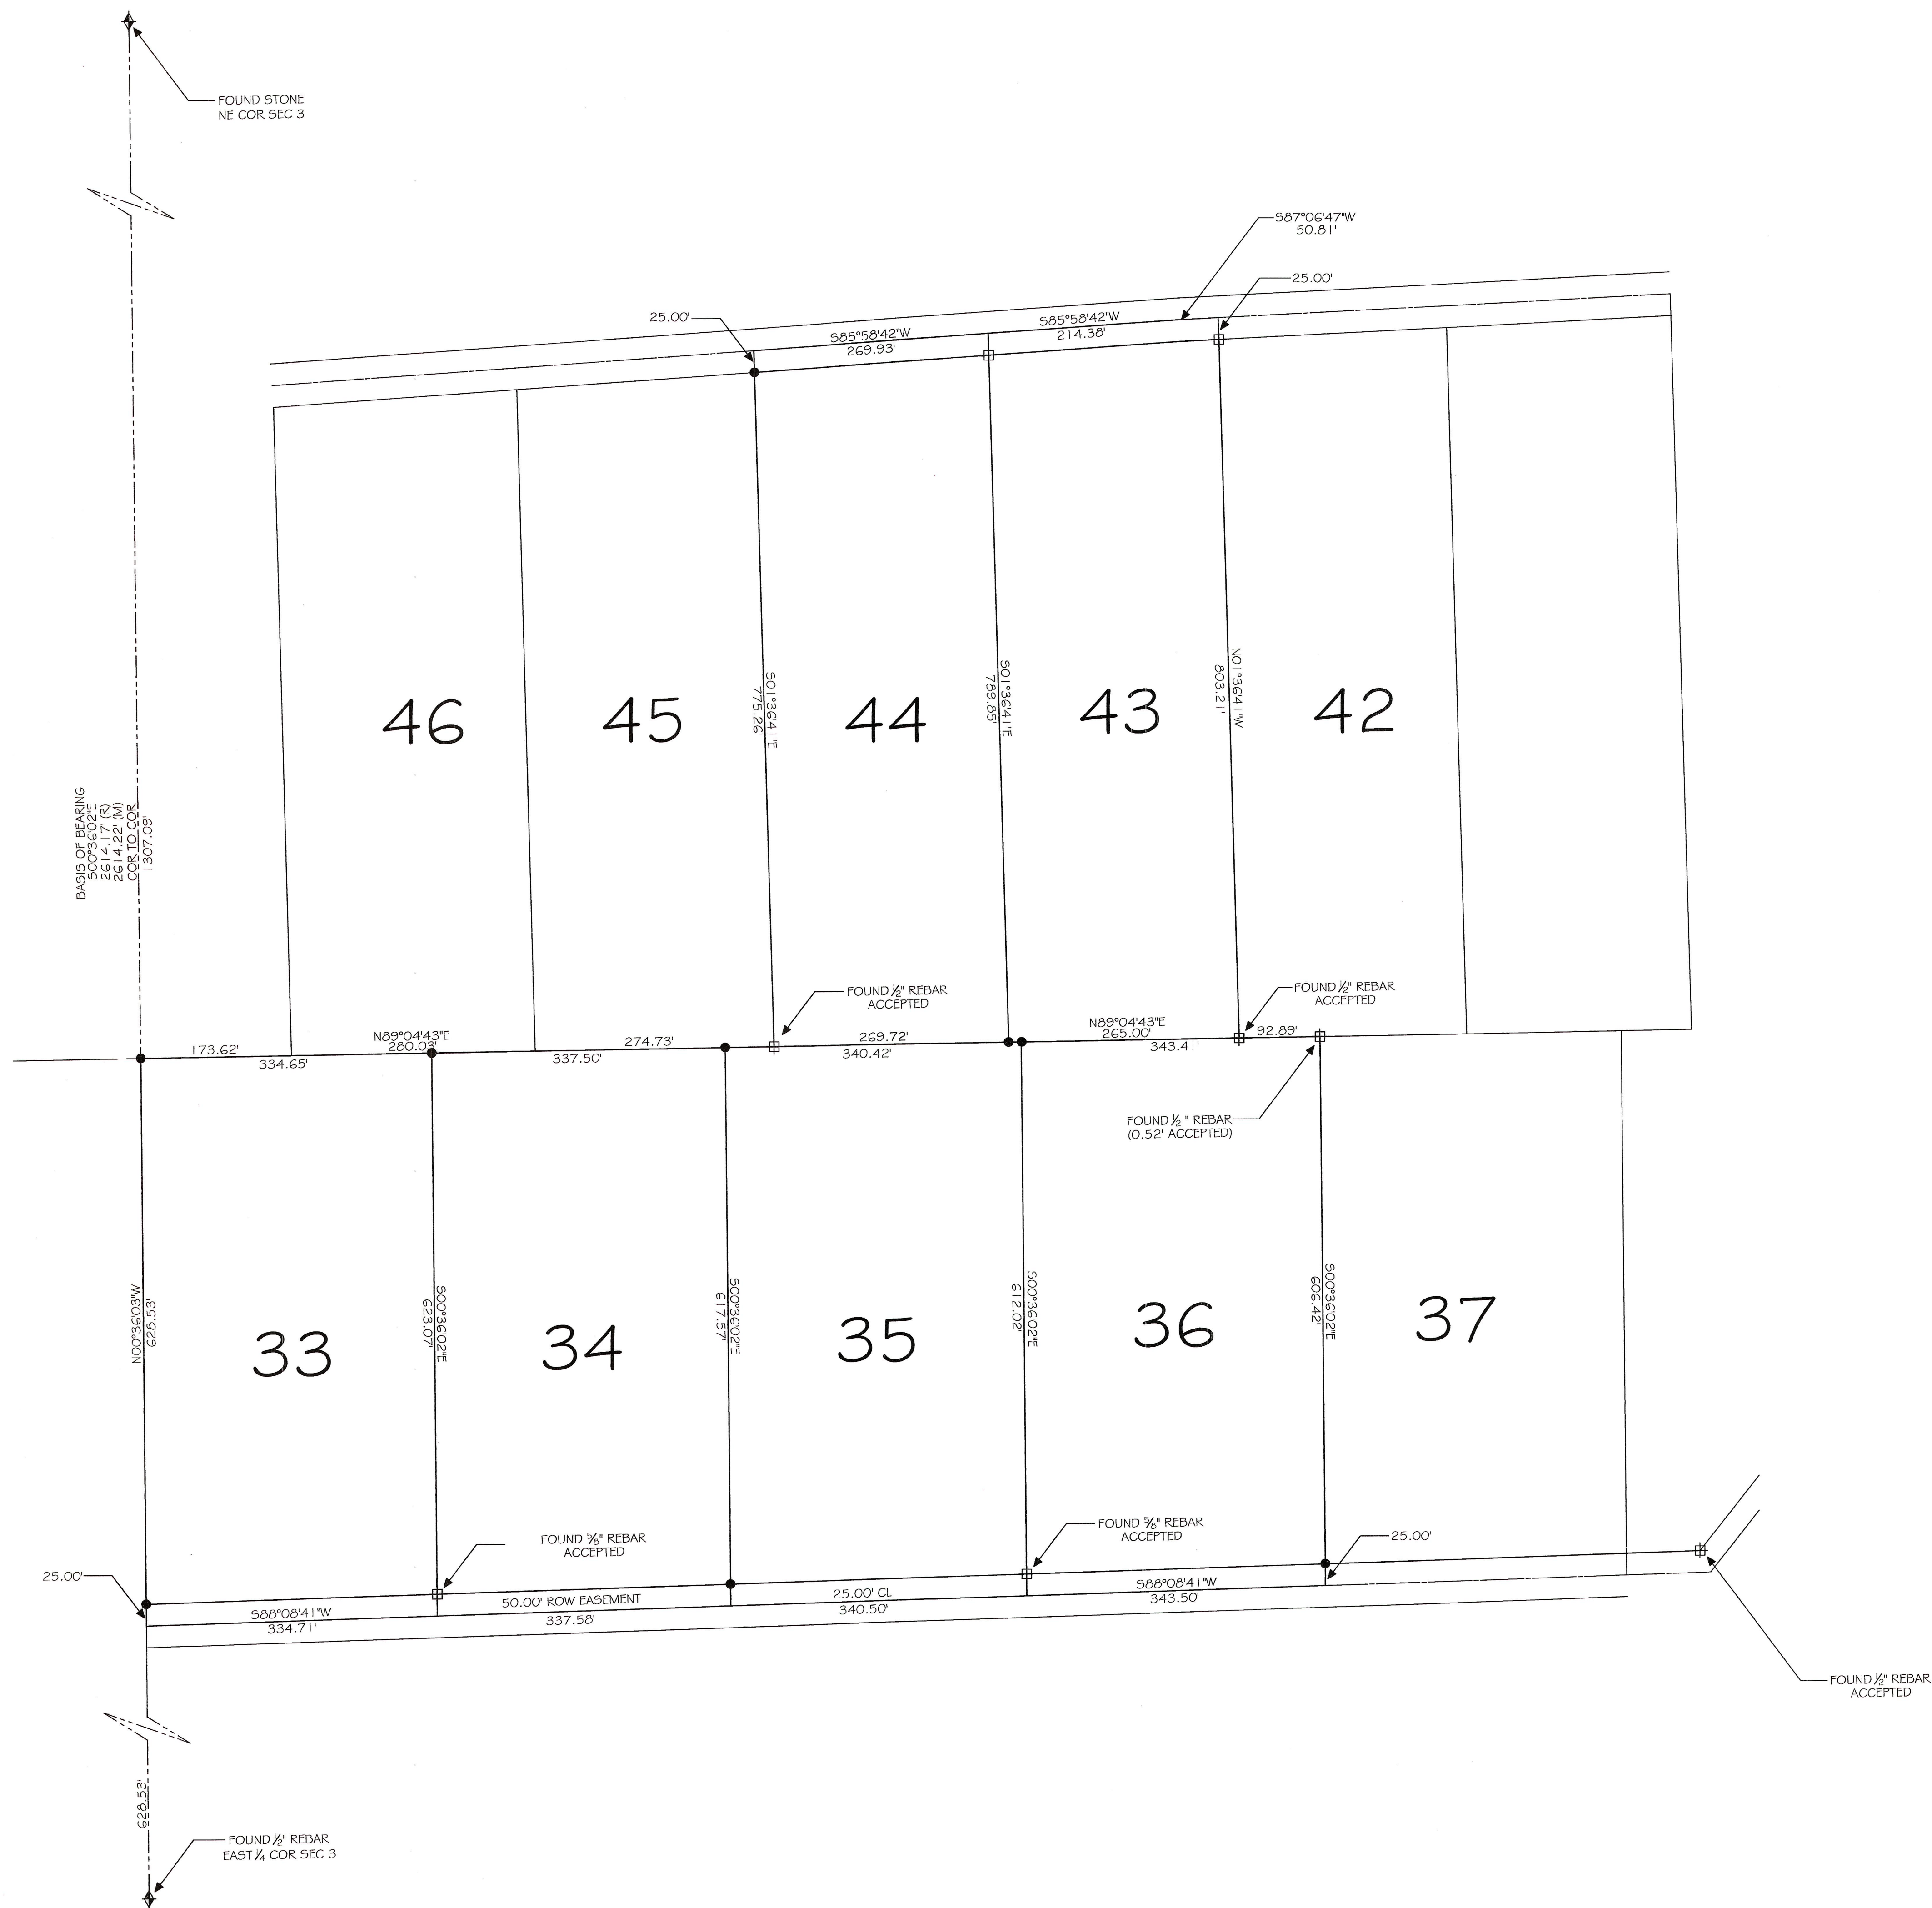 FOUND STONE
NE COR SEC 3
S87°06'47"W
50.81'
25.00'
25.00'
S85°58'42"W
269.93'
S85°58'42"W
214.38'
46
45
44
43
42
S01°36'41"E
775.26'
S01°36'41"E
789.85'
N01°36'41"W
803.21'
BASIS OF BEARING
S00°36'02"E
2614.17' (R)
2614.22' (M)
COR TO COR
1307.09'
FOUND 1/2" REBAR
ACCEPTED
FOUND 1/2" REBAR
ACCEPTED
173.62'
334.65'
N89°04'43"E
280.03'
337.50'
274.73'
269.72'
340.42'
N89°04'43"E
265.00'
343.41'
92.89'
FOUND 1/2 " REBAR
(0.52' ACCEPTED)
N00°36'03"W
628.53'
S00°36'02"E
623.07'
S00°36'02"E
617.57'
S00°36'02"E
612.02'
S00°36'02"E
606.42'
33
34
35
36
37
FOUND 5/8" REBAR
ACCEPTED
FOUND 5/8" REBAR
ACCEPTED
25.00'
25.00'
S88°08'41"W
334.71'
50.00' ROW EASEMENT
337.58'
25.00' CL
340.50'
S88°08'41"W
343.50'
FOUND 1/2" REBAR
ACCEPTED
628.53'
FOUND 1/2" REBAR
EAST 1/4 COR SEC 3